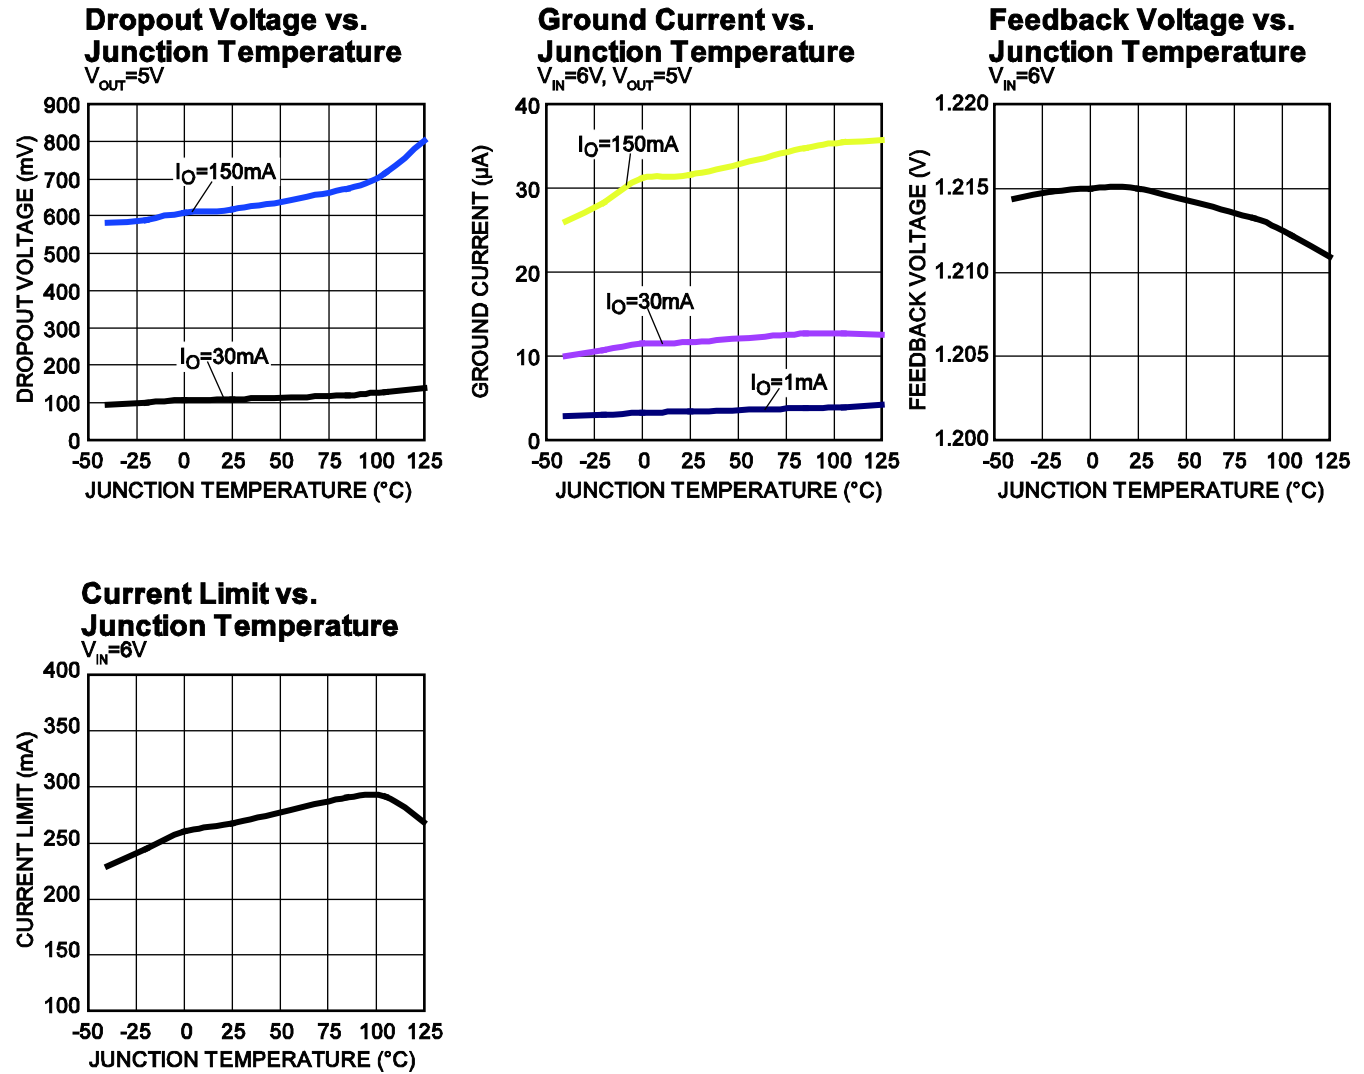 Dropout Voltage vs.
Junction Temperature
VOUT=5V
900
800
700
600
500
400
300
200
100
0
DROPOUT VOLTAGE (mV)
IO=150mA
IO=30mA
-50 -25 0 25 50 75 100 125
JUNCTION TEMPERATURE (°C)
Ground Current vs.
Junction Temperature
VIN=6V, VOUT=5V
40
30
20
10
0
GROUND CURRENT (µA)
IO=150mA
IO=30mA
IO=1mA
-50 -25 0 25 50 75 100 125
JUNCTION TEMPERATURE (°C)
Feedback Voltage vs.
Junction Temperature
VIN=6V
1.220
1.215
1.210
1.205
1.200
FEEDBACK VOLTAGE (V)
-50 -25 0 25 50 75 100 125
JUNCTION TEMPERATURE (°C)
Current Limit vs.
Junction Temperature
VIN=6V
400
350
300
250
200
150
100
CURRENT LIMIT (mA)
-50 -25 0 25 50 75 100 125
JUNCTION TEMPERATURE (°C)